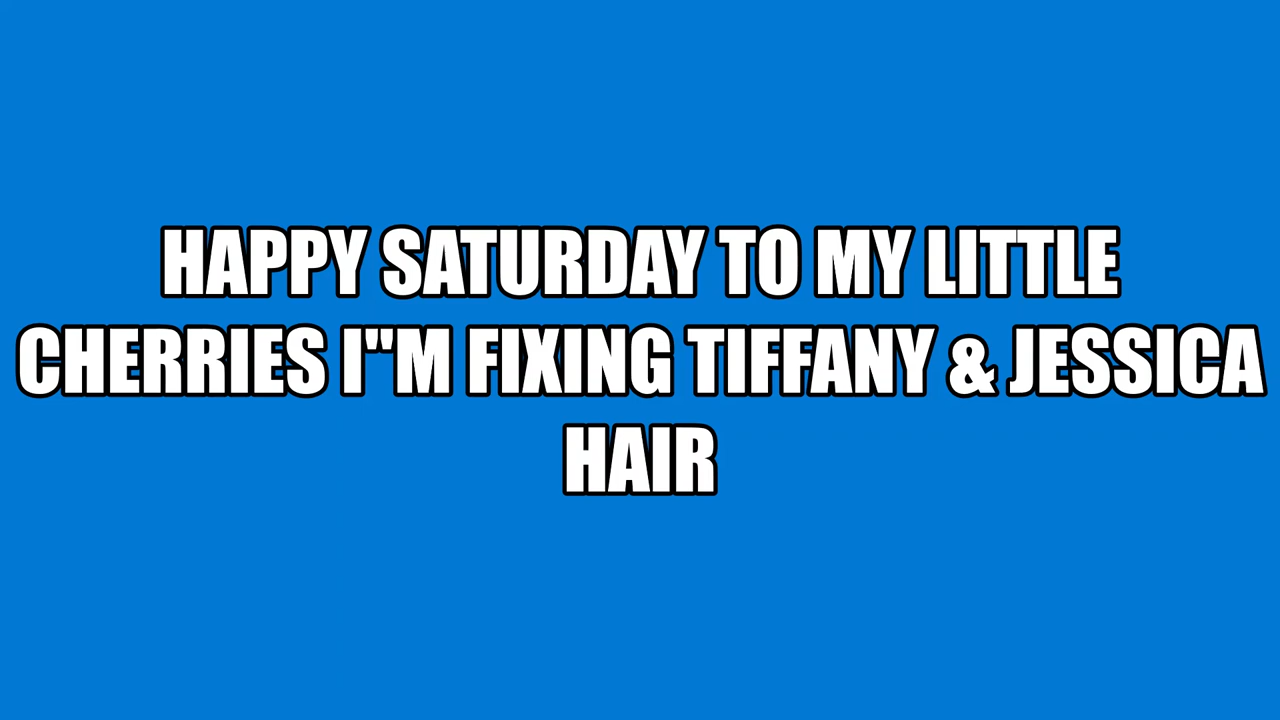 HAPPY SATURDAY TO MY LITTLE
CHERRIES I"M FIXING TIFFANY & JESSICA
HAIR